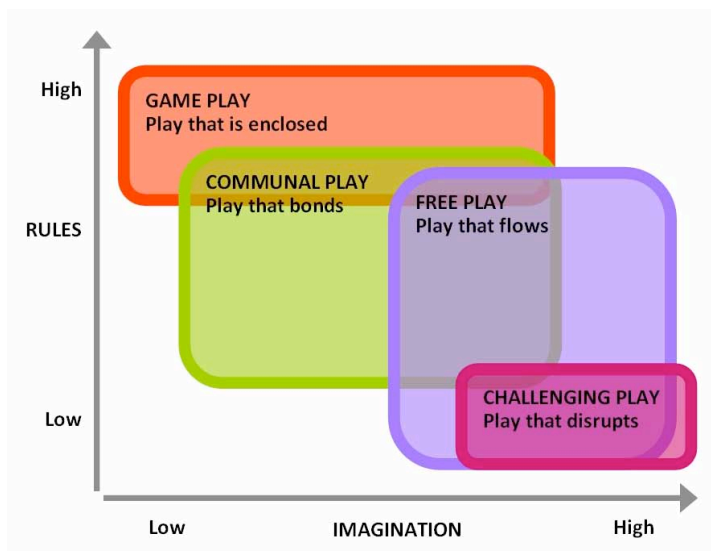 High
GAME PLAY
Play that is enclosed
COMMUNAL PLAY
Play that bonds
FREE PLAY
Play that flows
RULES
CHALLENGING PLAY
Play that disrupts
Low
Low
IMAGINATION
High